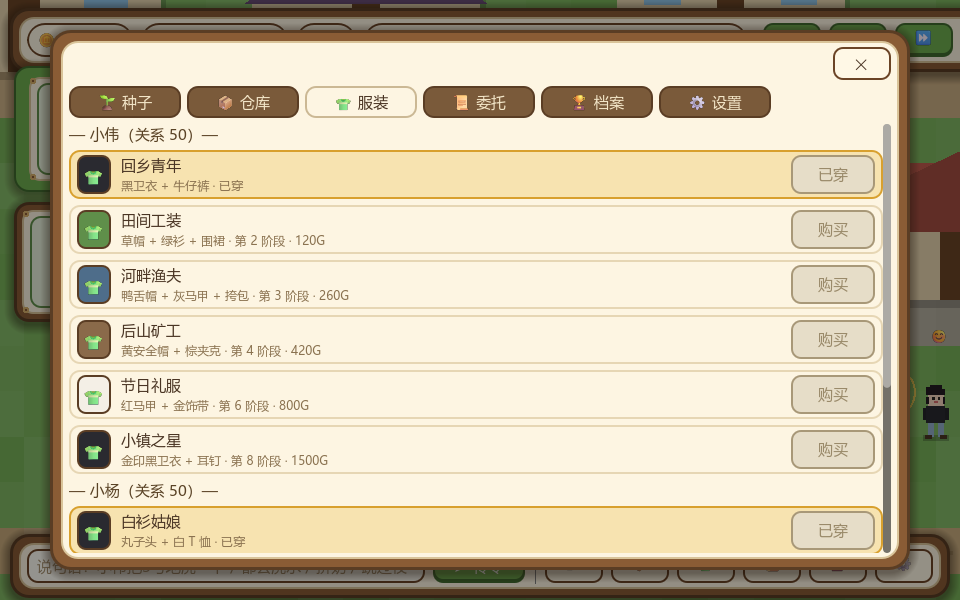 种子
仓库
服装
委托
档案
设置
— 小伟（关系 50）—
回乡青年
黑卫衣 + 牛仔裤 · 已穿
已穿
田间工装
草帽 + 绿衫 + 围裙 · 第 2 阶段 · 120G
购买
河畔渔夫
鸭舌帽 + 灰马甲 + 挎包 · 第 3 阶段 · 260G
购买
后山矿工
黄安全帽 + 棕夹克 · 第 4 阶段 · 420G
购买
节日礼服
红马甲 + 金饰带 · 第 6 阶段 · 800G
购买
小镇之星
金印黑卫衣 + 耳钉 · 第 8 阶段 · 1500G
购买
— 小杨（关系 50）—
白衫姑娘
丸子头 + 白 T 恤 · 已穿
已穿